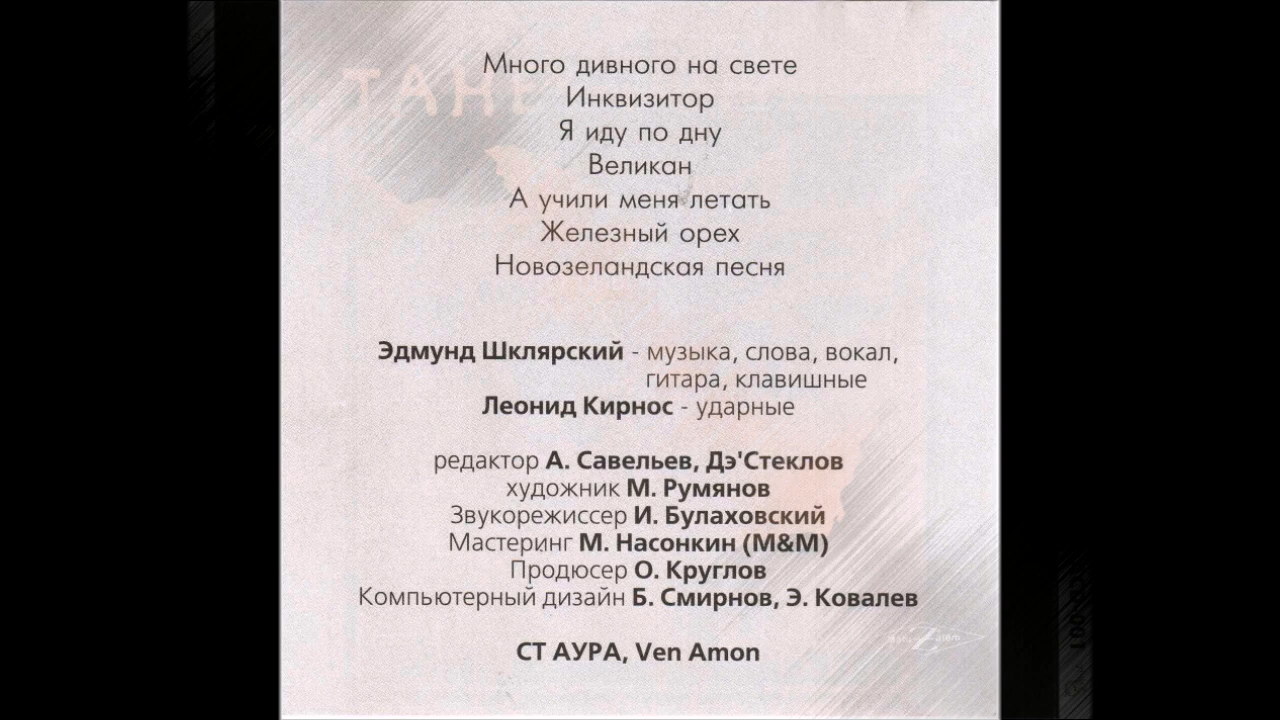 Много дивного на свете
Инквизитор
Я иду по дну
Великан
А учили меня летать
Железный орех
Новозеландская песня
Эдмунд Шклярский - музыка, слова, вокал,
гитара, клавишные
Леонид Кирнос - ударные
редактор А. Савельев, Дэ'Стеклов
художник М. Румянов
Звукорежиссер И. Булаховский
Мастеринг М. Насонкин (M&M)
Продюсер О. Круглов
Компьютерный дизайн Б. Смирнов, Э. Ковалев
СТ АУРА, Ven Amon